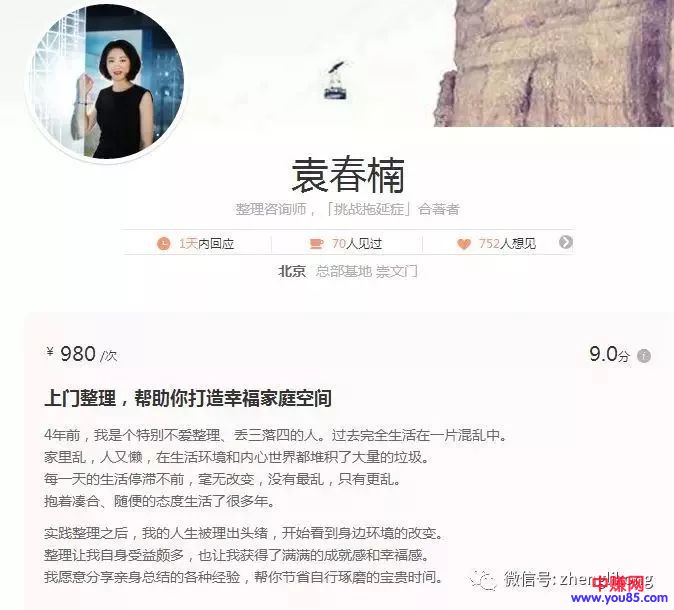 袁春楠
整理咨询师，「挑战拖延症」合著者
1天内回应 70人见过 752人想见
北京 总部基地 崇文门
¥ 980 /次 9.0分
上门整理，帮助你打造幸福家庭空间
4年前，我是个特别不爱整理、丢三落四的人。过去完全生活在一片混乱中。
家里乱，人又懒，在生活环境和内心世界都堆积了大量的垃圾。
每一天的生活停滞不前，毫无改变，没有最乱，只有更乱。
抱着凑合、随便的态度生活了很多年。
实践整理之后，我的人生被理出头绪，开始看到身边环境的改变。
整理让我自身受益颇多，也让我获得了满满的成就感和幸福感。
我愿意分享亲身总结的各种经验，帮你节省自行琢磨的宝贵时间。
微信号:
中赚网
www.you85.com